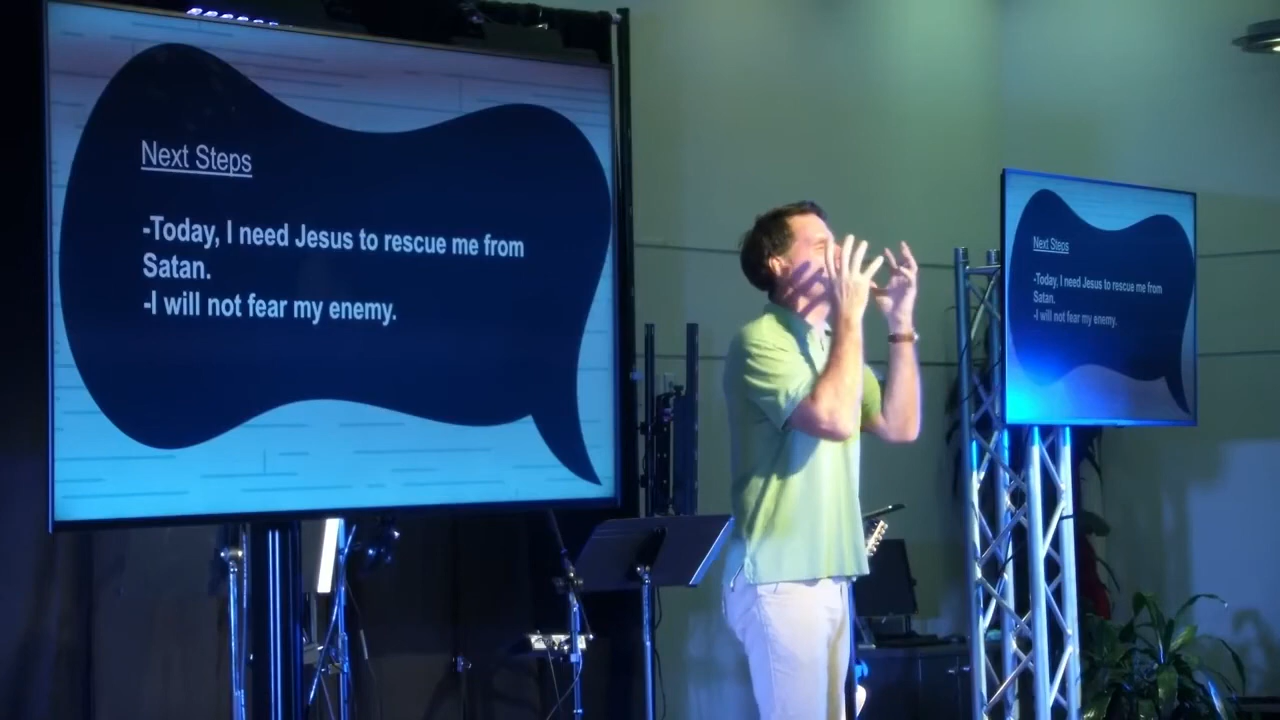 Next Steps
-Today, I need Jesus to rescue me from
Satan.
-I will not fear my enemy.
Next Steps
-Today, I need Jesus to rescue me from
Satan.
-I will not fear my enemy.